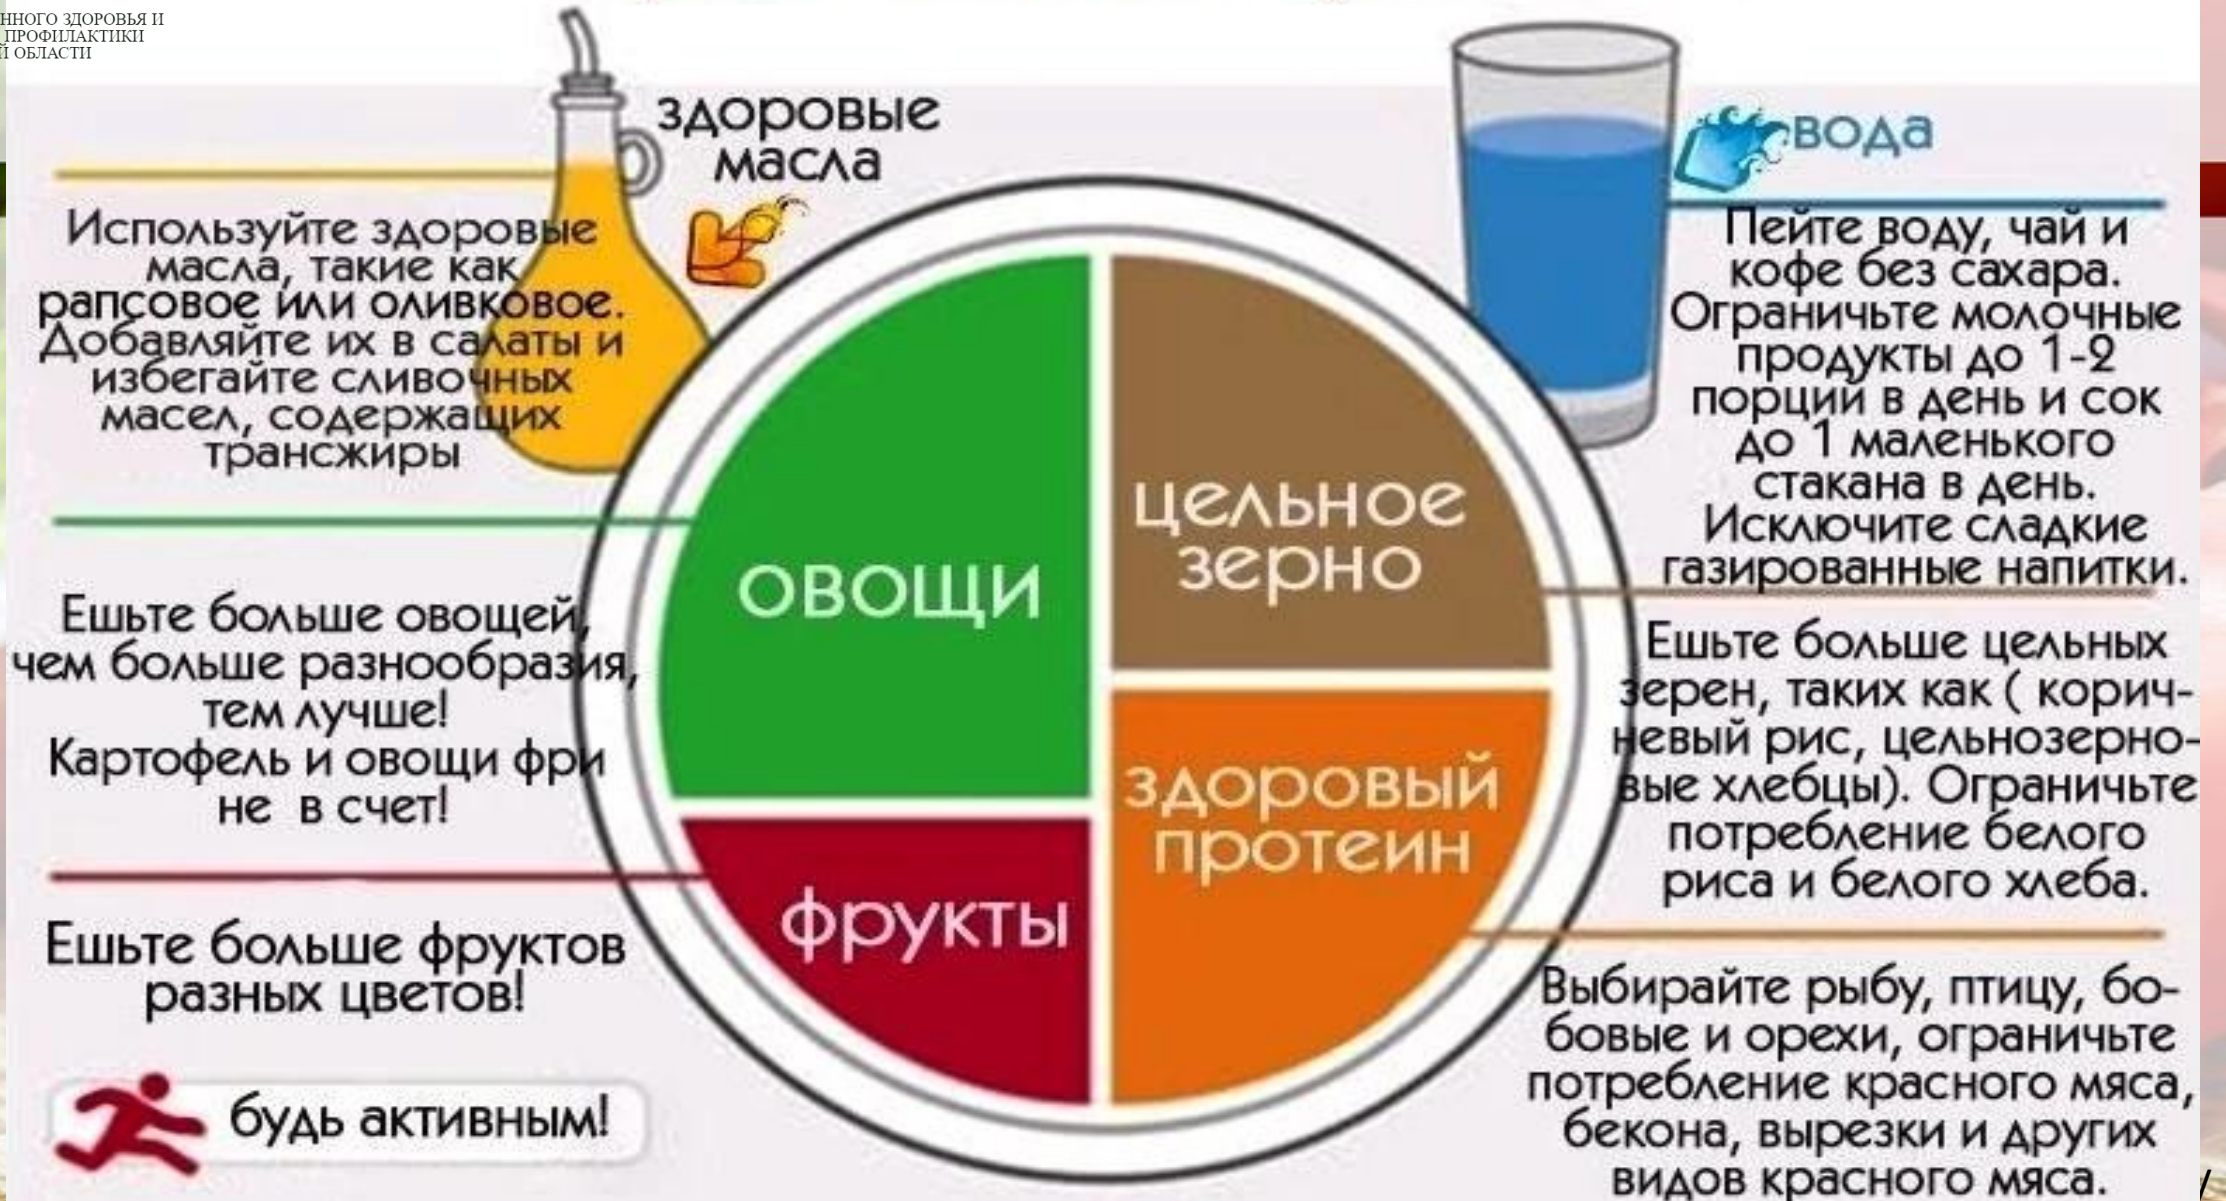 ННОГО ЗДОРОВЬЯ И
ПРОФИЛАКТИКИ
Й ОБЛАСТИ
здоровые
масла
Используйте здоровые
масла, такие как
рапсовое или оливковое.
Добавляйте их в салаты и
избегайте сливочных
масел, содержащих
трансжиры
Ешьте больше овощей,
чем больше разнообразия,
тем лучше!
Картофель и овощи фри
не в счет!
Ешьте больше фруктов
разных цветов!
будь активным!
овощи
фрукты
цельное
зерно
здоровый
протеин
вода
Пейте воду, чай и
кофе без сахара.
Ограничьте молочные
продукты до 1-2
порций в день и сок
до 1 маленького
стакана в день.
Исключите сладкие
газированные напитки.
Ешьте больше цельных
зерен, таких как ( корич-
невый рис, цельнозерно-
вые хлебцы). Ограничьте
потребление белого
риса и белого хлеба.
Выбирайте рыбу, птицу, бо-
бовые и орехи, ограничьте
потребление красного мяса,
бекона, вырезки и других
видов красного мяса.